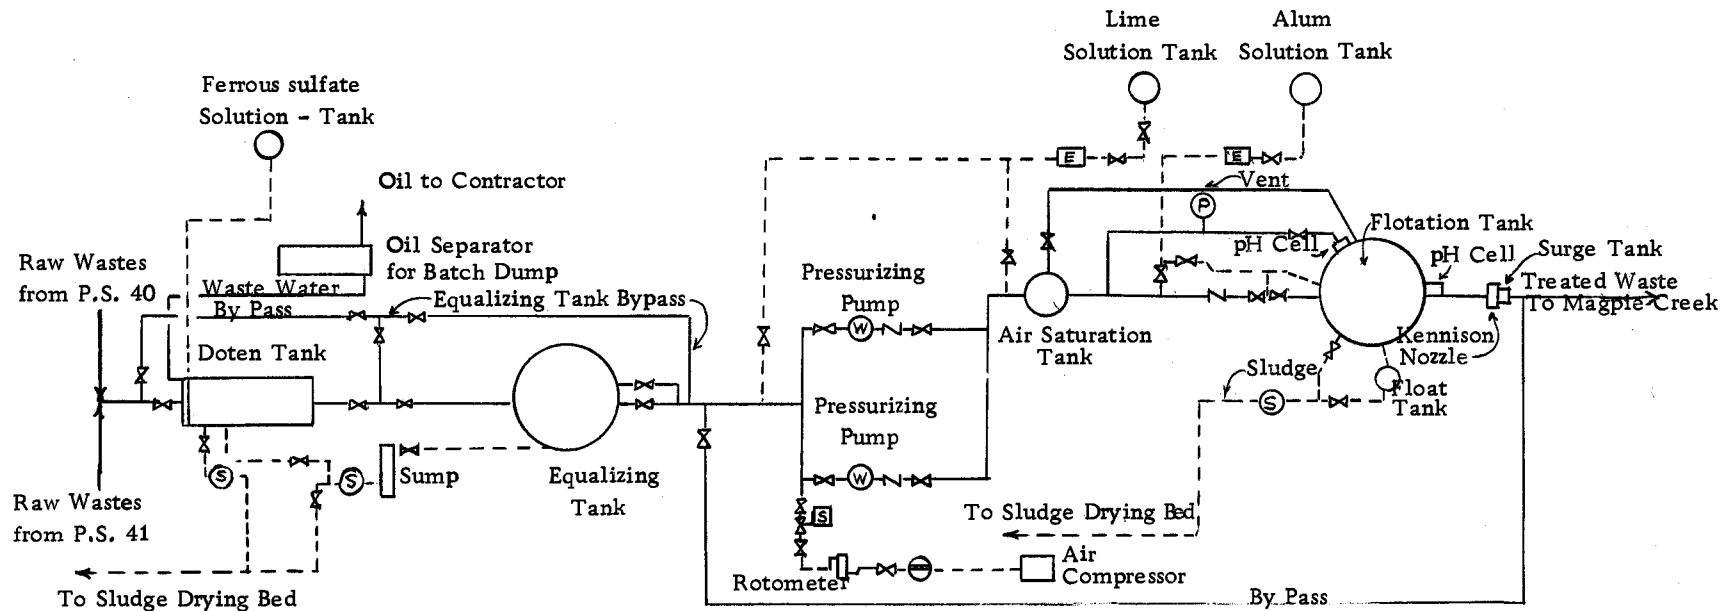 Lime
Solution Tank
Alum
Solution Tank
Ferrous sulfate
Solution - Tank
E
E
Oil to Contractor
Vent
P
Flotation Tank
pH Cell
pH Cell
Surge Tank
Oil Separator
for Batch Dump
Raw Wastes
from P.S. 40
Waste Water
By Pass
Equalizing Tank Bypass
Pressurizing
Pump
W
Treated Waste
To Magpie Creek
Doten Tank
Air Saturation
Tank
Kennison
Nozzle
Sludge
S
Float
Tank
Pressurizing
Pump
W
S
S
Sump
Equalizing
Tank
Raw Wastes
from P.S. 41
S
To Sludge Drying Bed
Rotometer
Air
Compressor
To Sludge Drying Bed
By Pass